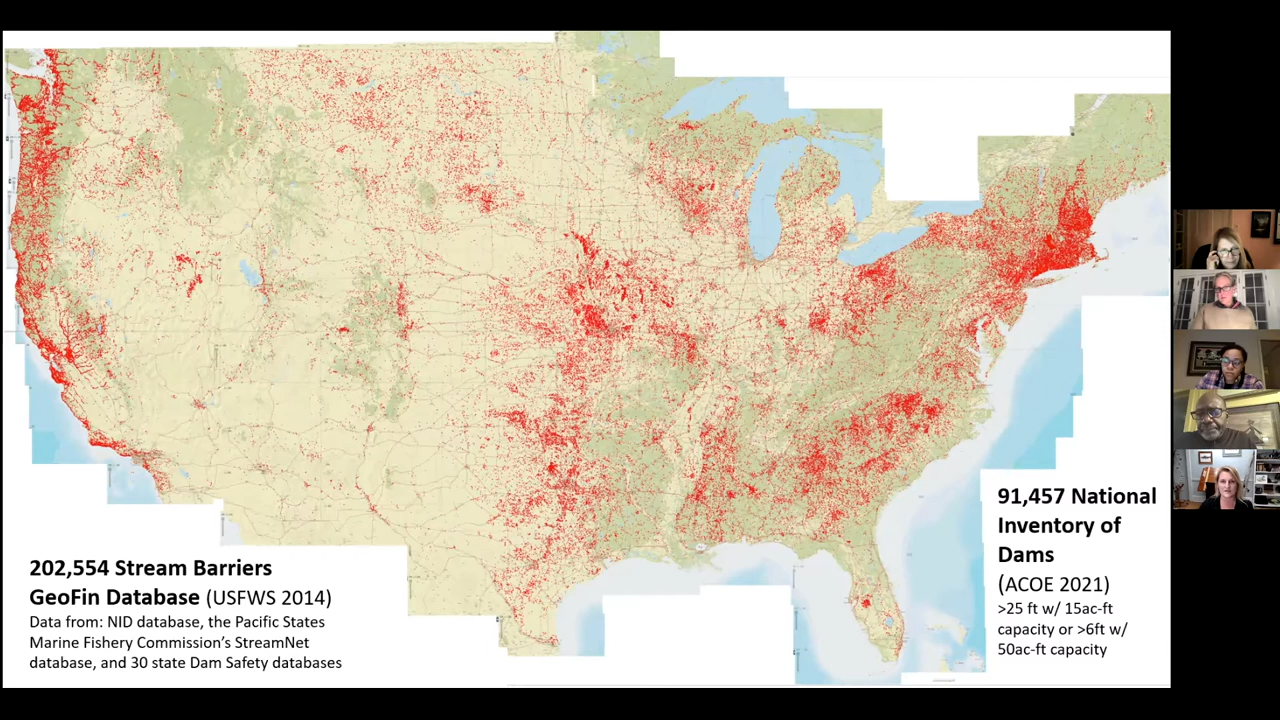 202,554 Stream Barriers
GeoFin Database (USFWS 2014)
Data from: NID database, the Pacific States
Marine Fishery Commission's StreamNet
database, and 30 state Dam Safety databases
91,457 National
Inventory of
Dams
(ACOE 2021)
>25 ft w/ 15ac-ft
capacity or >6ft w/
50ac-ft capacity